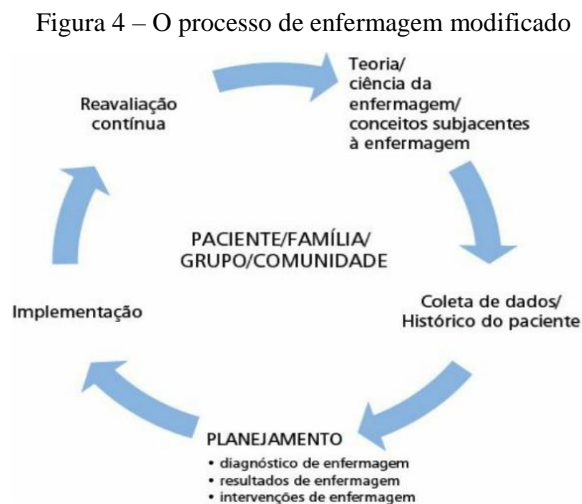 Figura 4 – O processo de enfermagem modificado
Teoria/
ciência da
enfermagem/
conceitos subjacentes
à enfermagem
Reavaliação
contínua
PACIENTE/FAMÍLIA/
GRUPO/COMUNIDADE
Coleta de dados/
Histórico do paciente
Implementação
PLANEJAMENTO
• diagnóstico de enfermagem
• resultados de enfermagem
• intervenções de enfermagem